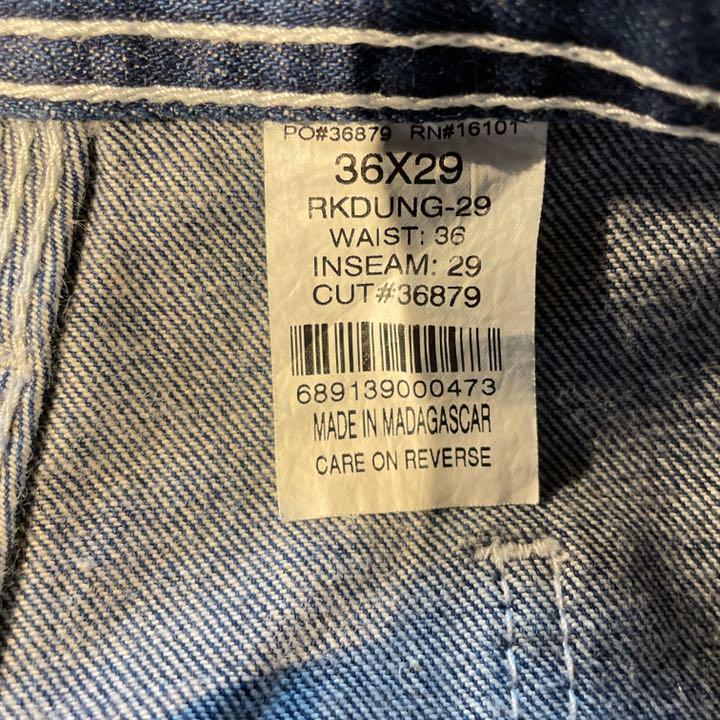 PO#36879 RN#16101
36X29
RKDUNG-29
WAIST: 36
INSEAM: 29
CUT#36879
689139000473
MADE IN MADAGASCAR
CARE ON REVERSE